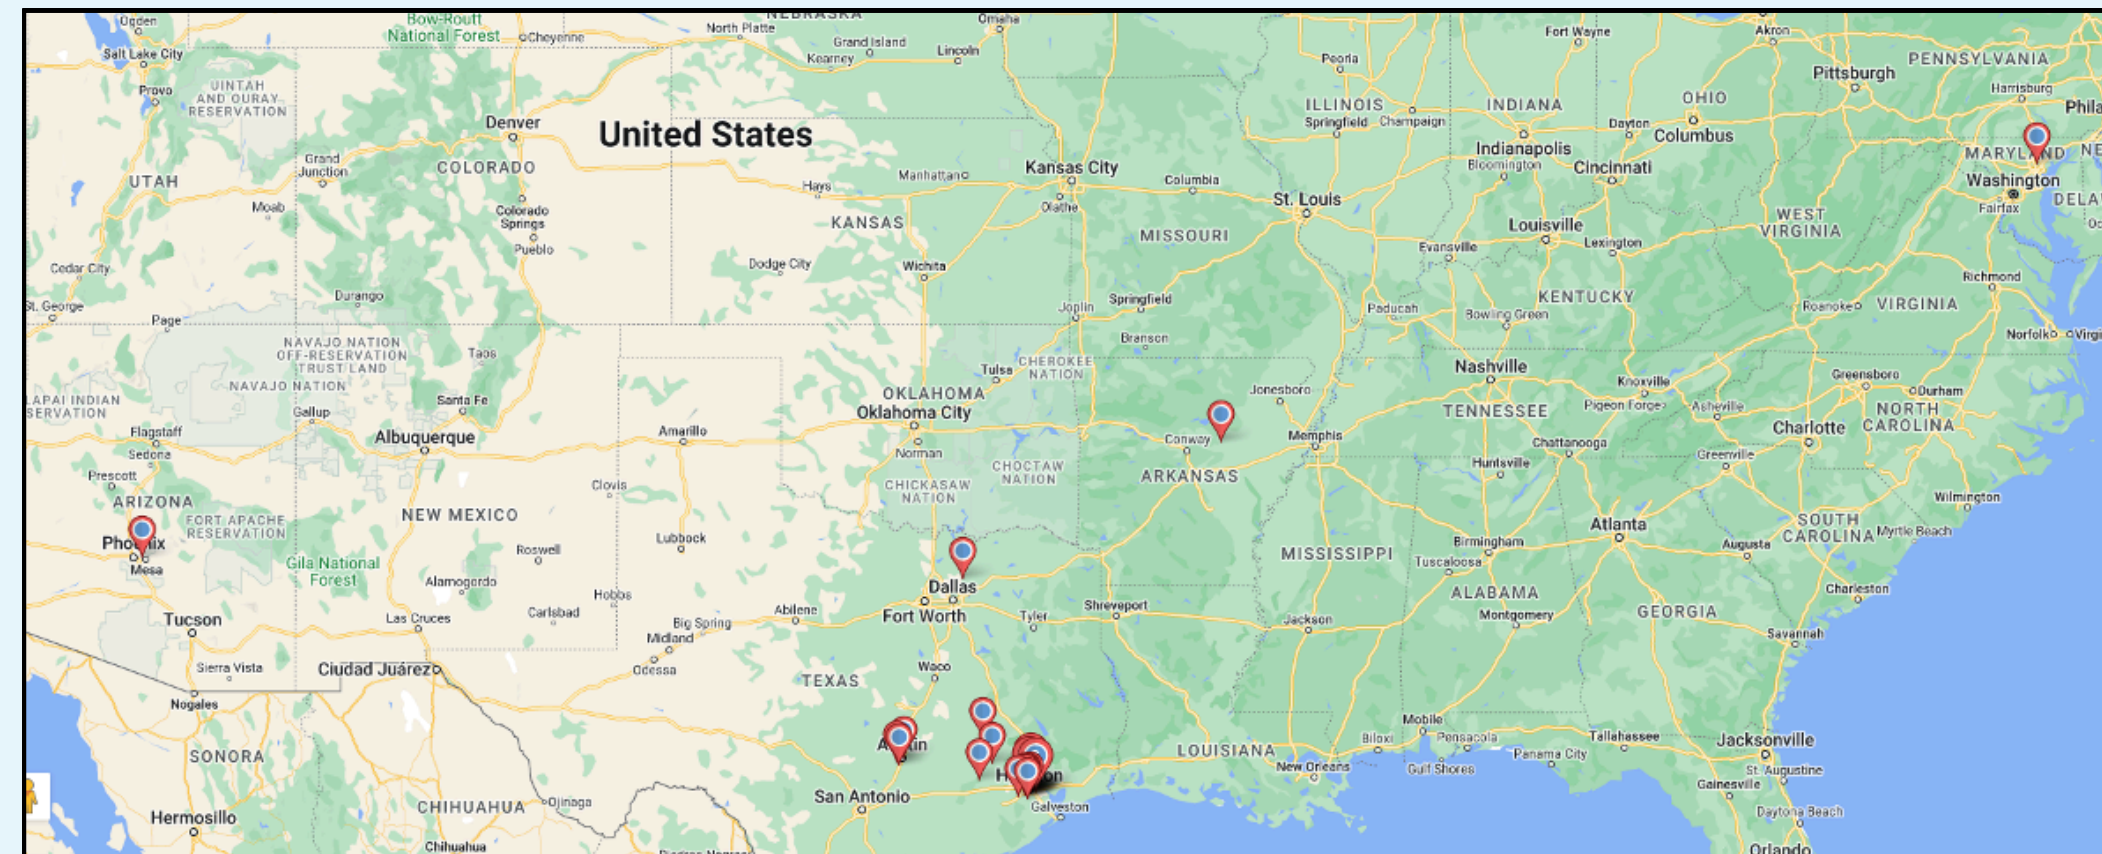 Ogden
Salt Lake City
Provo
UINTAH
AND OURAY
RESERVATION
UTAH
Grand
Junction
Moab
Cedar City
St. George
Page
Durango
Bow-Routt
National Forest
Cheyenne
Denver
COLORADO
Colorado
Springs
Pueblo
NEBRASKA
North Platte
Grand Island
Kearney
Lincoln
Omaha
United States
Hays
Manhattan
KANSAS
Dodge City
Wichita
Kansas City
Olathe
Columbia
St. Louis
MISSOURI
Joplin
Springfield
Branson
Peoria
ILLINOIS
Springfield
Champaign
Fort Wayne
INDIANA
Indianapolis
Bloomington
Evansville
Akron
OHIO
Dayton
Columbus
Cincinnati
Louisville
Lexington
KENTUCKY
Paducah
Bowling Green
Pittsburgh
PENNSYLVANIA
Harrisburg
Phila
MARYLAND
NE
Washington
Fairfax
DELA
WEST
VIRGINIA
Richmond
Roanoke
VIRGINIA
Norfolk
Virgi
NAVAJO NATION
OFF-RESERVATION
TRUST LAND
NAVAJO NATION
LAPAI INDIAN
SERVATION
Taos
Santa Fe
Gallup
Albuquerque
Flagstaff
Sedona
Prescott
ARIZONA
FORT APACHE
RESERVATION
Mesa
Tucson
Sierra Vista
Nogales
Gila National
Forest
NEW MEXICO
Clovis
Roswell
Alamogordo
Carlsbad
Hobbs
Las Cruces
Ciudad Juárez
Amarillo
Lubbock
Big Spring
Midland
Odessa
Abilene
OKLAHOMA
Oklahoma City
Norman
Tulsa
CHEROKEE
NATION
CHICKASAW
NATION
CHOCTAW
NATION
Dallas
Fort Worth
Tyler
Waco
TEXAS
San Antonio
Galveston
Shreveport
Conway
ARKANSAS
Jonesboro
Memphis
Nashville
TENNESSEE
Knoxville
Pigeon Forge
Chattanooga
Huntsville
MISSISSIPPI
Jackson
Birmingham
Tuscaloosa
ALABAMA
Montgomery
LOUISIANA
New Orleans
Biloxi
Gulf Shores
Mobile
Pensacola
Panama City
Tallahassee
Atlanta
GEORGIA
Augusta
Savannah
Greensboro
Durham
NORTH
CAROLINA
Asheville
Charlotte
Greenville
SOUTH
CAROLINA
Wilmington
Myrtle Beach
Charleston
Jacksonville
St. Augustine
Gainesville
Daytona Beach
Orlando
SONORA
Hermosillo
CHIHUAHUA
Ojinaga
Chihuahua